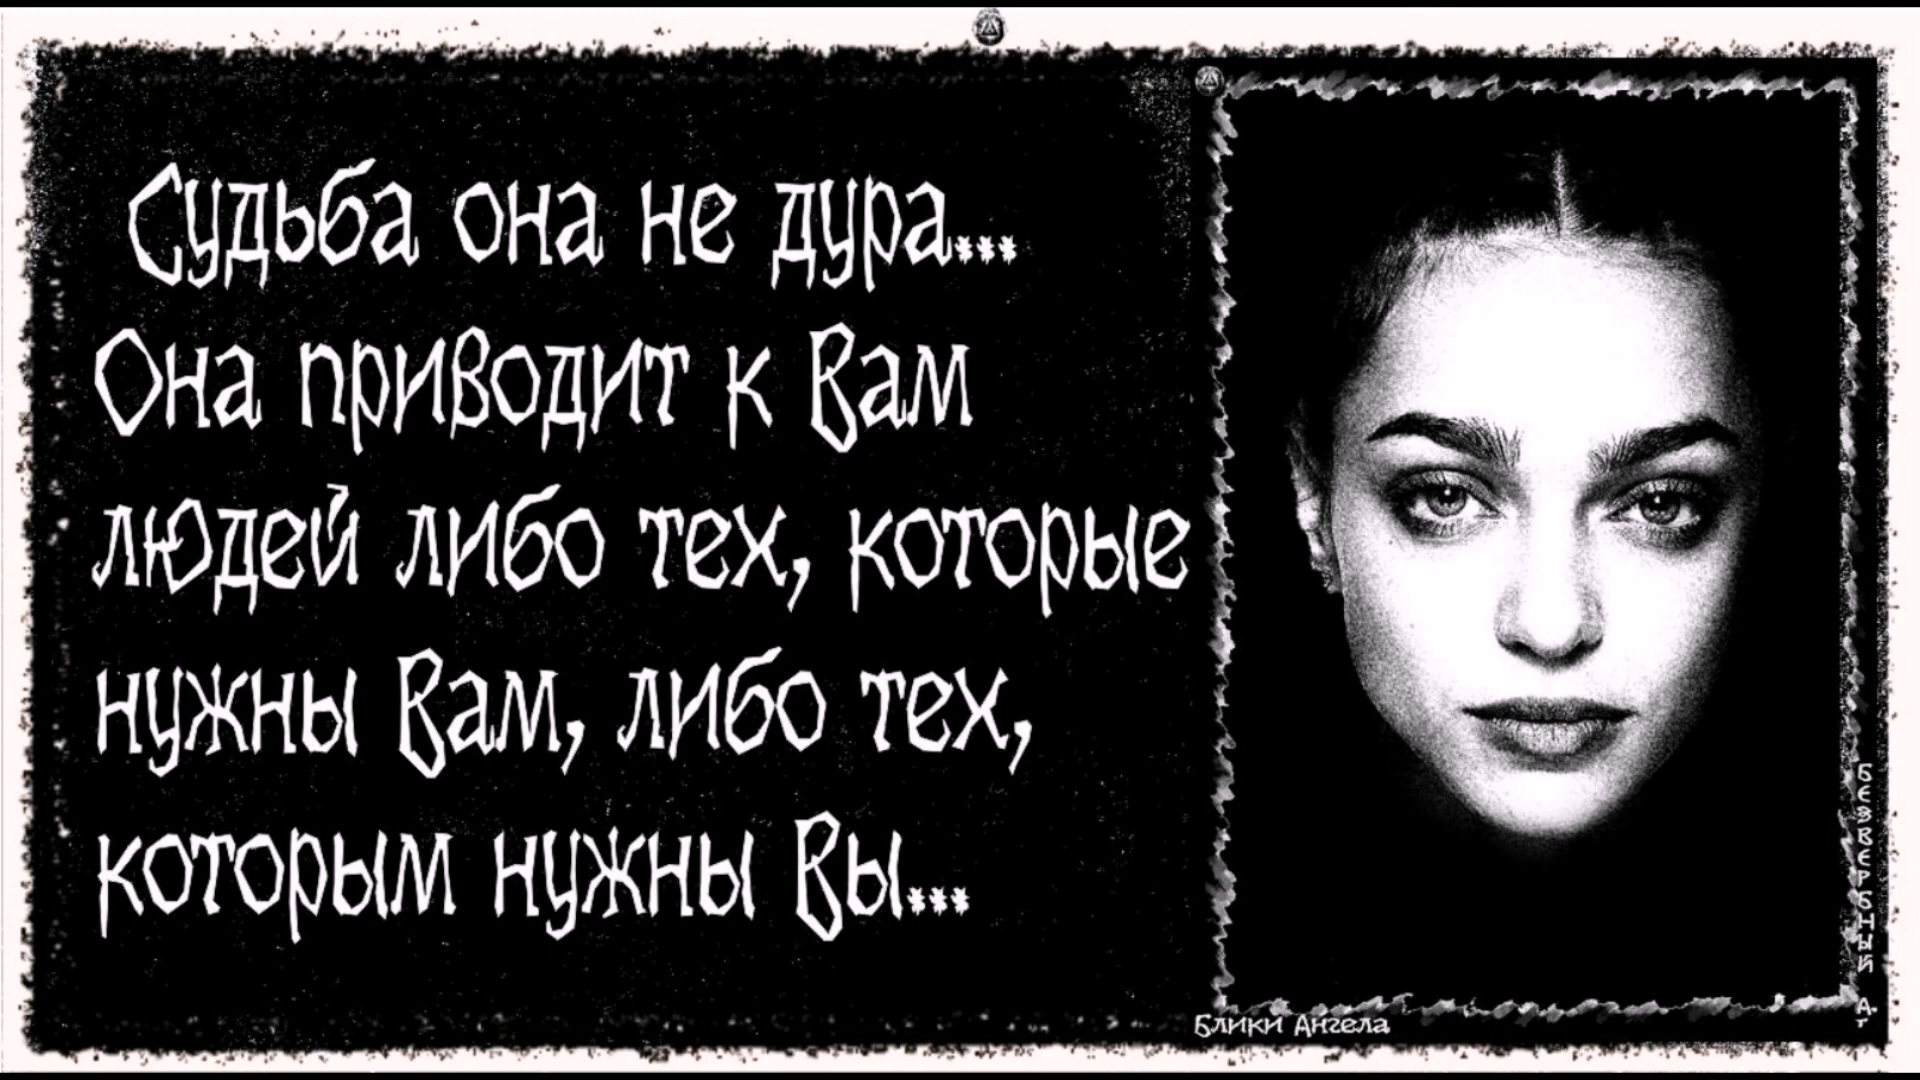 Судьба она не дура...
Она приводит к вам
людей либо тех, которые
нужны вам, либо тех,
которым нужны вы...
Блики Ангела
БЕЗВЕРБНЫЙ